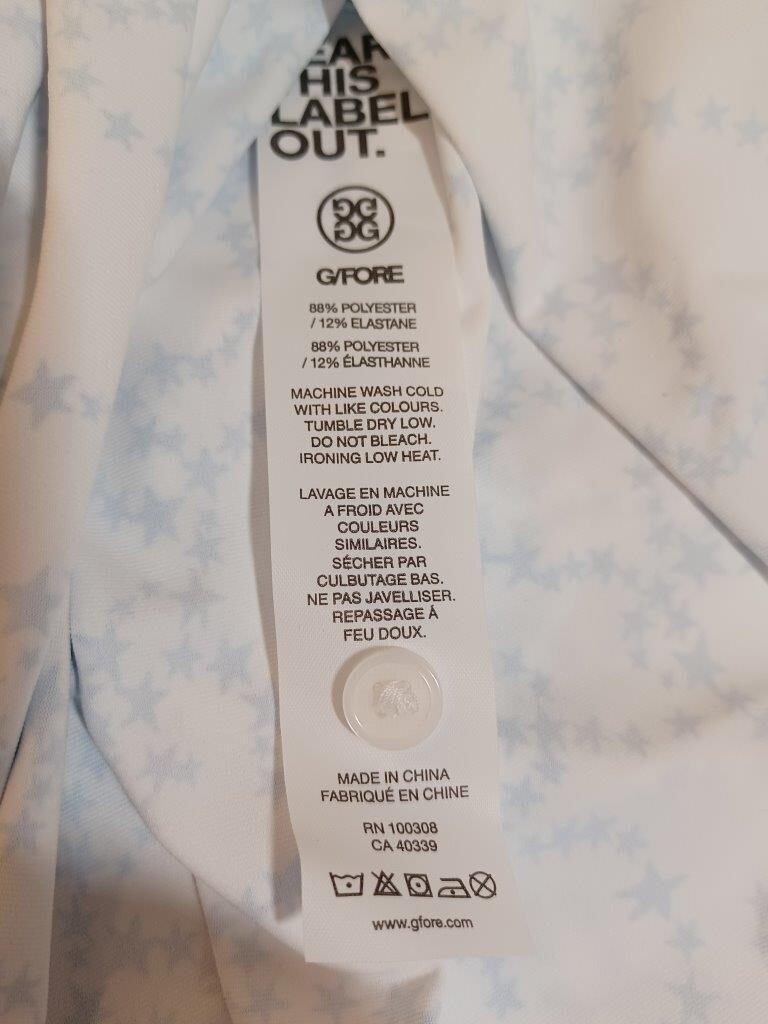 EAR
HIS
LABEL
OUT.
G/FORE
88% POLYESTER
/ 12% ELASTANE
88% POLYESTER
/ 12% ÉLASTHANNE
MACHINE WASH COLD
WITH LIKE COLOURS.
TUMBLE DRY LOW.
DO NOT BLEACH.
IRONING LOW HEAT.
LAVAGE EN MACHINE
A FROID AVEC
COULEURS
SIMILAIRES.
SÉCHER PAR
CULBUTAGE BAS.
NE PAS JAVELLISER.
REPASSAGE Á
FEU DOUX.
MADE IN CHINA
FABRIQUÉ EN CHINE
RN 100308
CA 40339
www.gfore.com